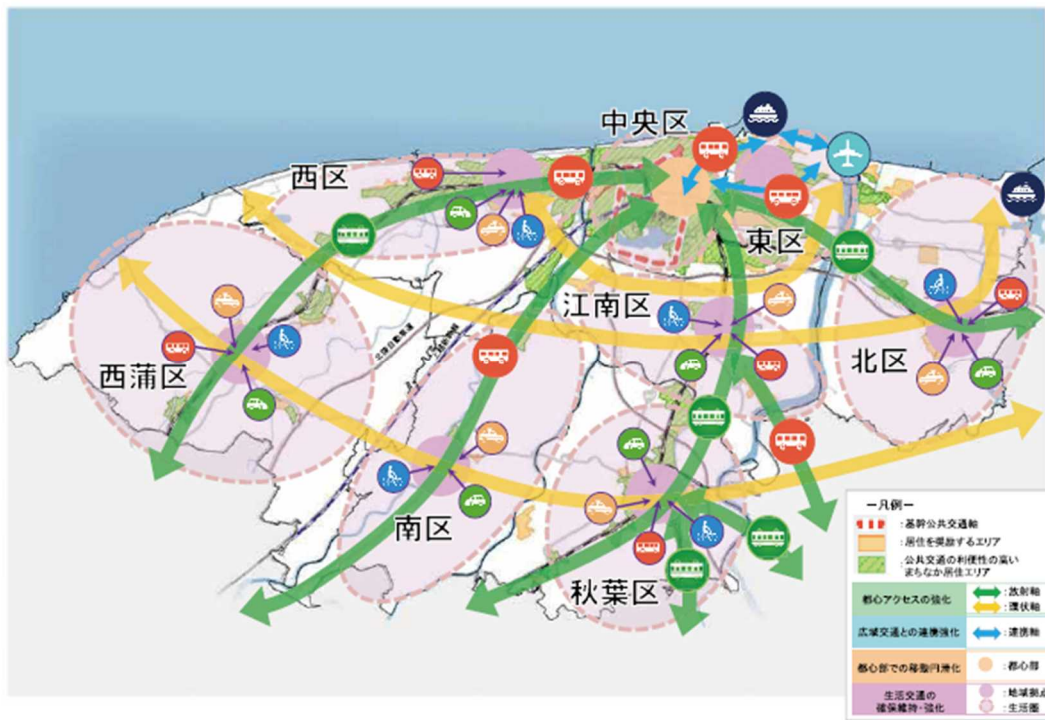 中央区
西区
東区
江南区
北区
西蒲区
南区
秋葉区
ー凡例ー
：基幹公共交通軸
：居住を奨励するエリア
：公共交通の利便性の高い
まちなか居住エリア
都心アクセスの強化
：放射軸
：環状軸
広域交通との連携強化
：連携軸
都心部での移動円滑化
：都心部
生活交通の
確保維持・強化
：地域拠点
：生活圏